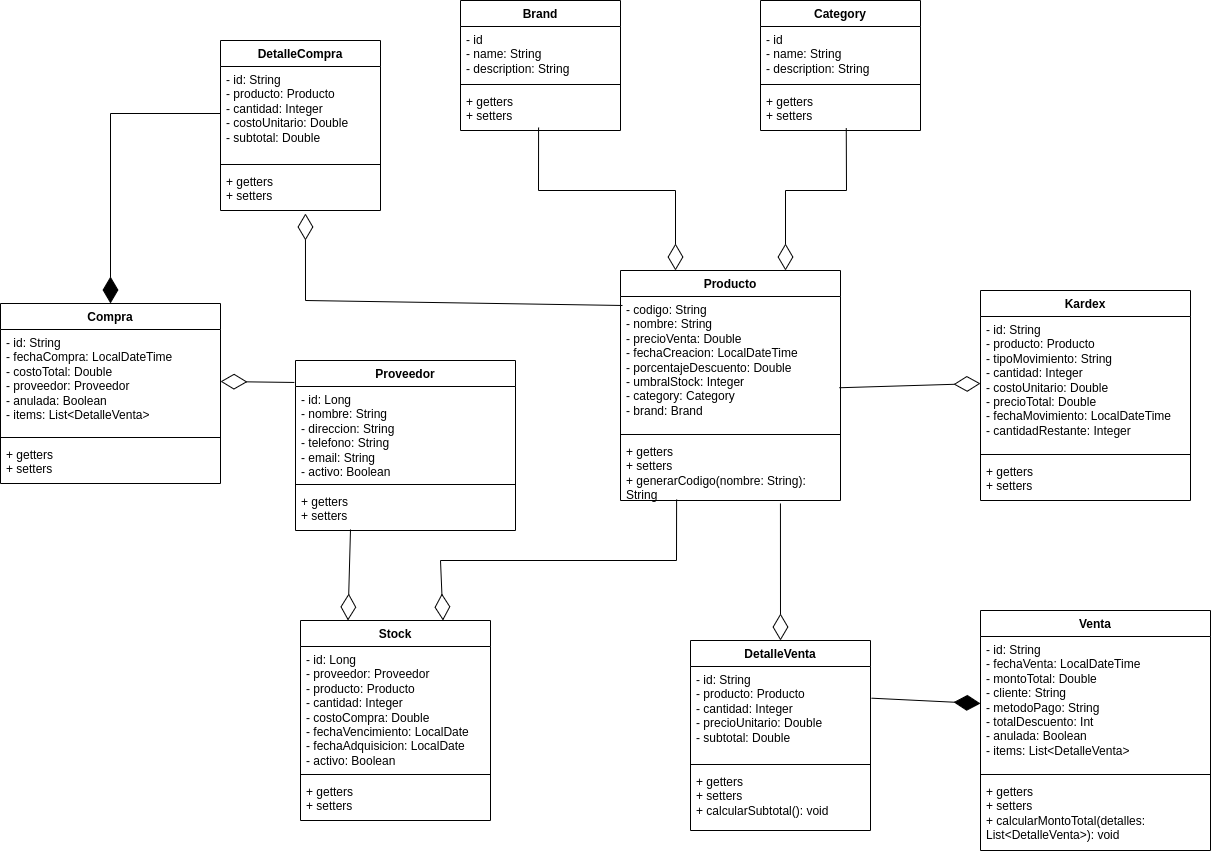 Brand
- id
- name: String
- description: String
+ getters
+ setters
Category
- id
- name: String
- description: String
+ getters
+ setters
DetalleCompra
- id: String
- producto: Producto
- cantidad: Integer
- costoUnitario: Double
- subtotal: Double
+ getters
+ setters
Compra
- id: String
- fechaCompra: LocalDateTime
- costoTotal: Double
- proveedor: Proveedor
- anulada: Boolean
- items: List<DetalleVenta>
+ getters
+ setters
Proveedor
- id: Long
- nombre: String
- direccion: String
- telefono: String
- email: String
- activo: Boolean
+ getters
+ setters
Producto
- codigo: String
- nombre: String
- precioVenta: Double
- fechaCreacion: LocalDateTime
- porcentajeDescuento: Double
- umbralStock: Integer
- category: Category
- brand: Brand
+ getters
+ setters
+ generarCodigo(nombre: String):
String
Kardex
- id: String
- producto: Producto
- tipoMovimiento: String
- cantidad: Integer
- costoUnitario: Double
- precioTotal: Double
- fechaMovimiento: LocalDateTime
- cantidadRestante: Integer
+ getters
+ setters
Stock
- id: Long
- proveedor: Proveedor
- producto: Producto
- cantidad: Integer
- costoCompra: Double
- fechaVencimiento: LocalDate
- fechaAdquisicion: LocalDate
- activo: Boolean
+ getters
+ setters
DetalleVenta
- id: String
- producto: Producto
- cantidad: Integer
- precioUnitario: Double
- subtotal: Double
+ getters
+ setters
+ calcularSubtotal(): void
Venta
- id: String
- fechaVenta: LocalDateTime
- montoTotal: Double
- cliente: String
- metodoPago: String
- totalDescuento: Int
- anulada: Boolean
- items: List<DetalleVenta>
+ getters
+ setters
+ calcularMontoTotal(detalles:
List<DetalleVenta>): void